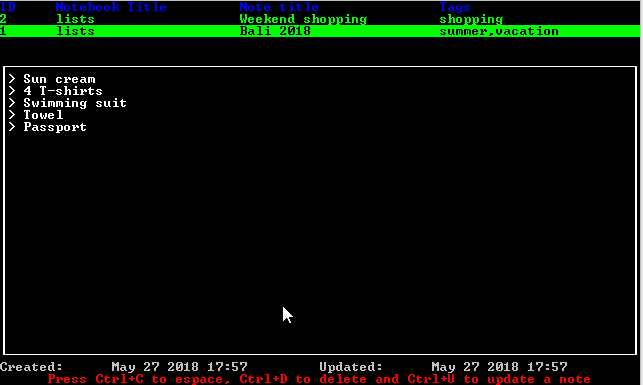 ID Notebook Title Note title Tags
2 lists Weekend shopping shopping
1 lists Bali 2018 summer,vacation
> Sun cream
> 4 T-shirts
> Swimming suit
> Towel
> Passport
Created: May 27 2018 17:57 Updated: May 27 2018 17:57
Press Ctrl+C to espace, Ctrl+D to delete and Ctrl+U to update a note